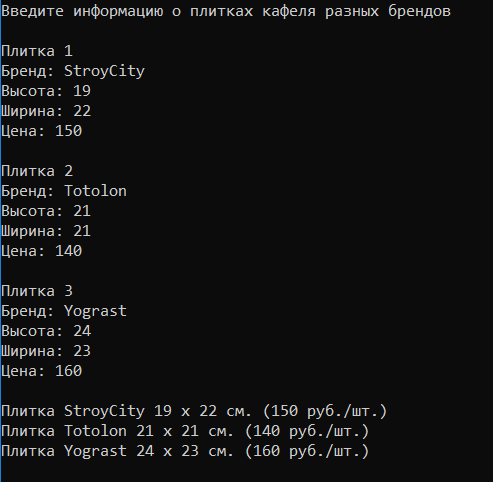 Введите информацию о плитках кафеля разных брендов
Плитка 1
Бренд: StroyCity
Высота: 19
Ширина: 22
Цена: 150
Плитка 2
Бренд: Totolon
Высота: 21
Ширина: 21
Цена: 140
Плитка 3
Бренд: Yograst
Высота: 24
Ширина: 23
Цена: 160
Плитка StroyCity 19 x 22 см. (150 руб./шт.)
Плитка Totolon 21 x 21 см. (140 руб./шт.)
Плитка Yograst 24 x 23 см. (160 руб./шт.)